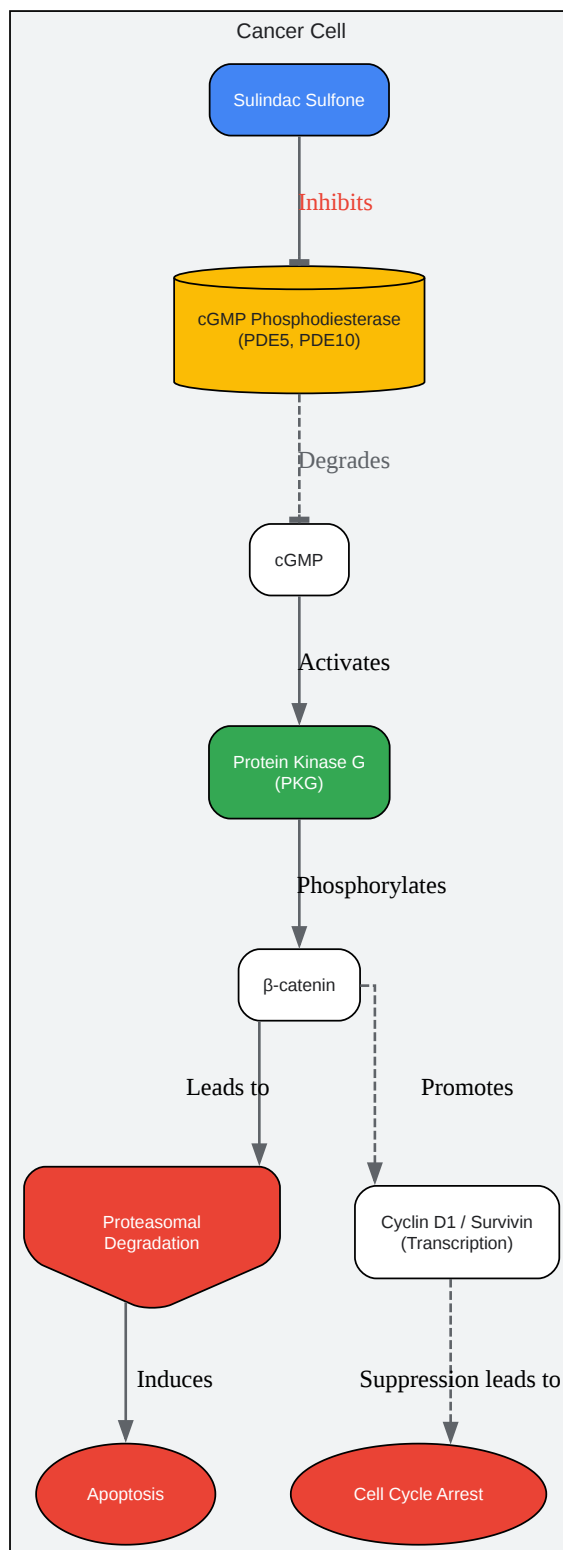 Cancer Cell
Sulindac Sulfone
Inhibits
cGMP Phosphodiesterase
(PDE5, PDE10)
Degrades
cGMP
Activates
Protein Kinase G
(PKG)
Phosphorylates
β-catenin
Leads to
Promotes
Proteasomal
Degradation
Cyclin D1 / Survivin
(Transcription)
Induces
Suppression leads to
Apoptosis
Cell Cycle Arrest